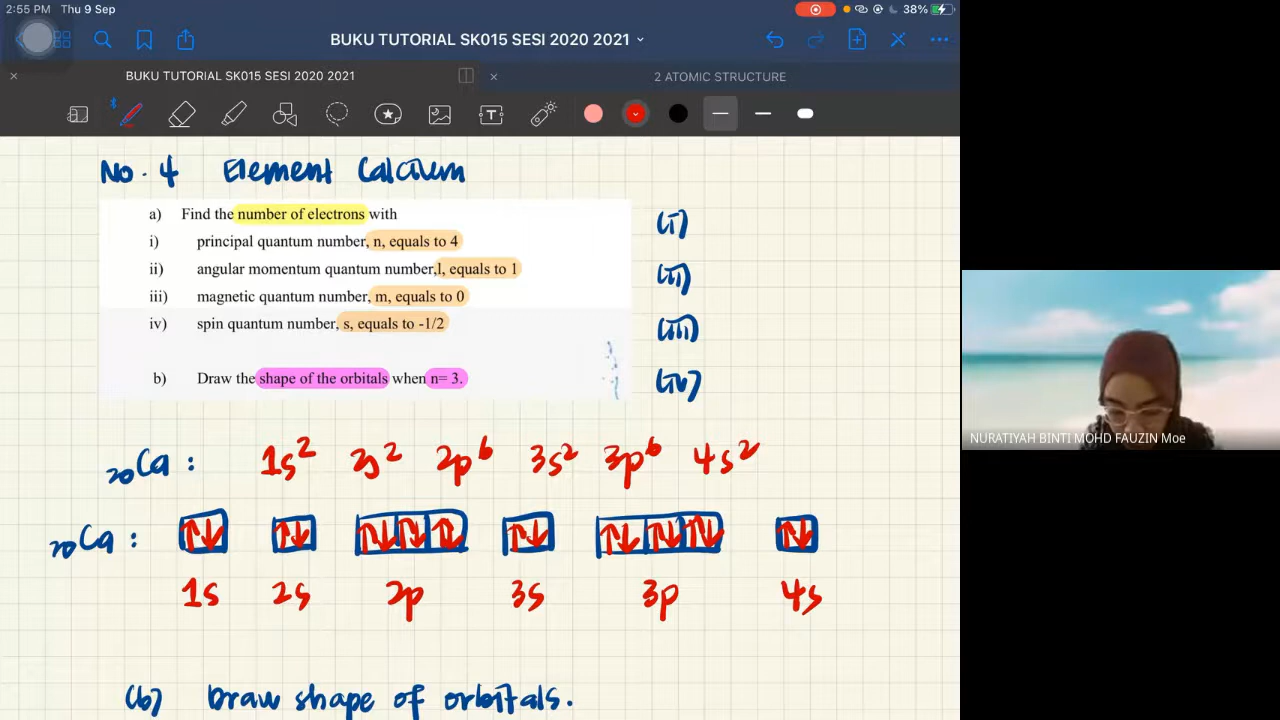 2:55 PM Thu 9 Sep 38%
BUKU TUTORIAL SK015 SESI 2020 2021
BUKU TUTORIAL SK015 SESI 2020 2021 2 ATOMIC STRUCTURE
No. 4 Element Calcium
a) Find the number of electrons with
i) principal quantum number, n, equals to 4
ii) angular momentum quantum number,l, equals to 1
iii) magnetic quantum number, m, equals to 0
iv) spin quantum number, s, equals to -1/2
b) Draw the shape of the orbitals when n= 3.
(i)
(ii)
(iii)
(iv)
NURATIYAH BINTI MOHD FAUZIN Moe
₂₀Ca : 1s² 2s² 2p⁶ 3s² 3p⁶ 4s²
₂₀Ca : ↑↓ ↑↓ ↑↓ ↑↓ ↑↓ ↑↓ ↑↓ ↑↓ ↑↓ ↑↓
1s 2s 2p 3s 3p 4s
(b) Draw shape of orbitals.